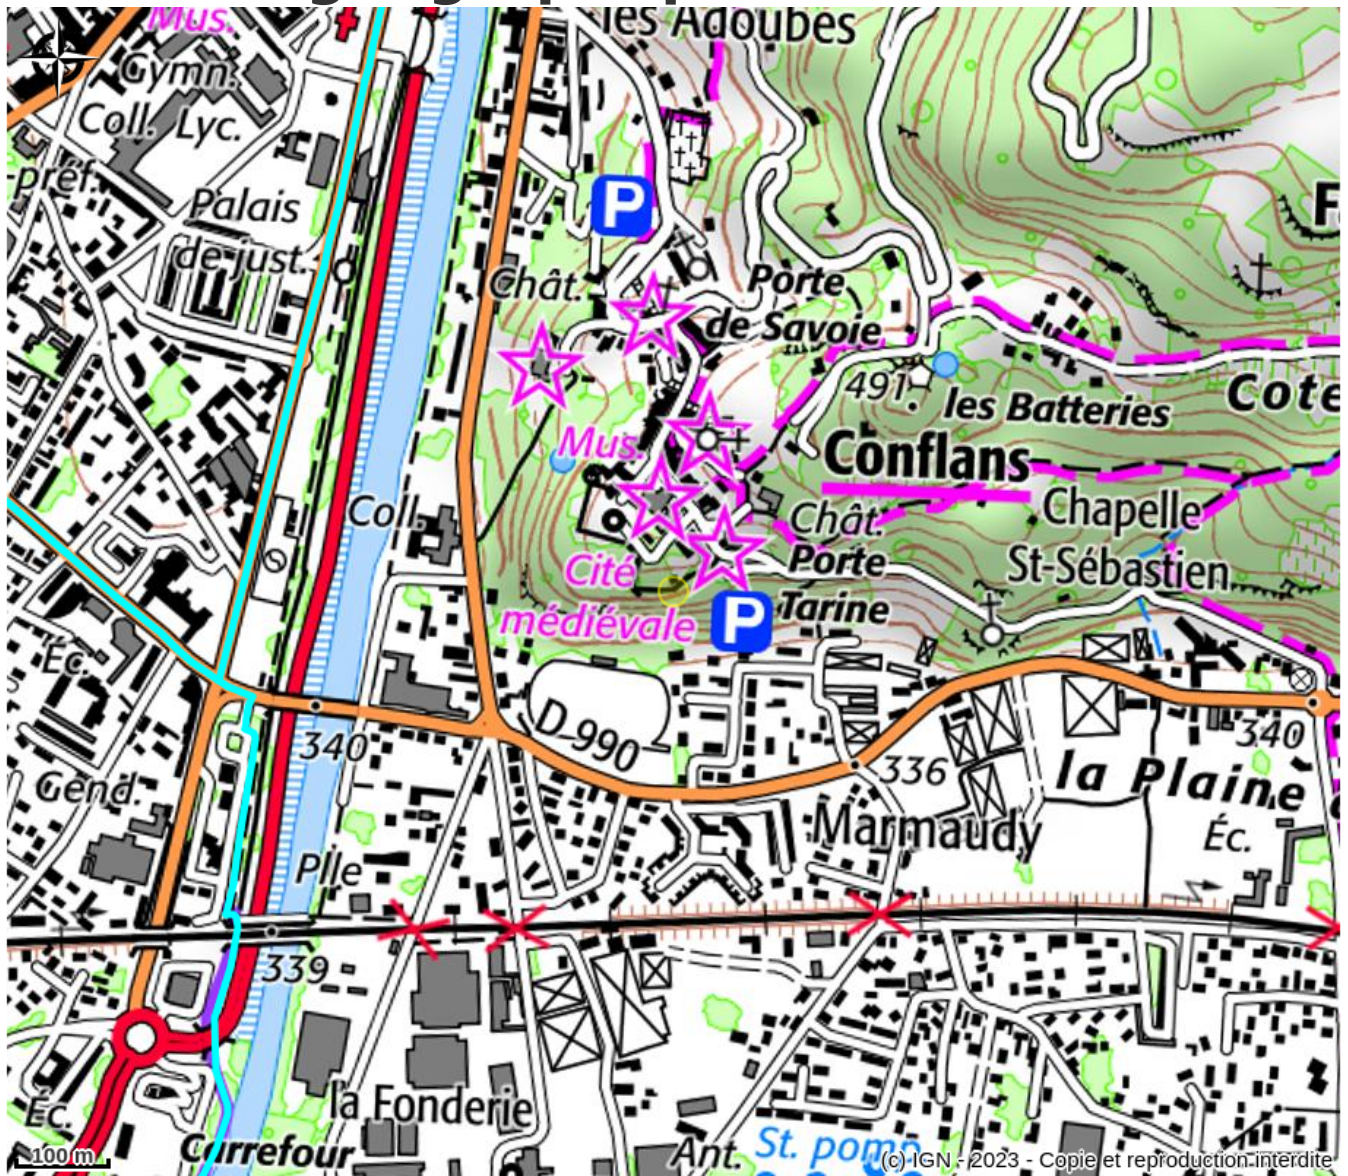 Mus.
les Adoubes
Gymn.
Coll. Lyc.
-préf.
P
Palais
de just.
Chât.
Porte
de Savoie
491
les Batteries
Cote
Mus.
Conflans
Coll.
Chât.
Chapelle
St-Sébastien
Porte
Tarine
Cité
médiévale
P
Éc.
D 990
340
340
336
la Plaine
Gend.
Marmaudy
Éc.
Plle
339
la Fonderie
Éc.
Carrefour
Ant.
St. pomp.
100 m
(c) IGN - 2023 - Copie et reproduction interdite